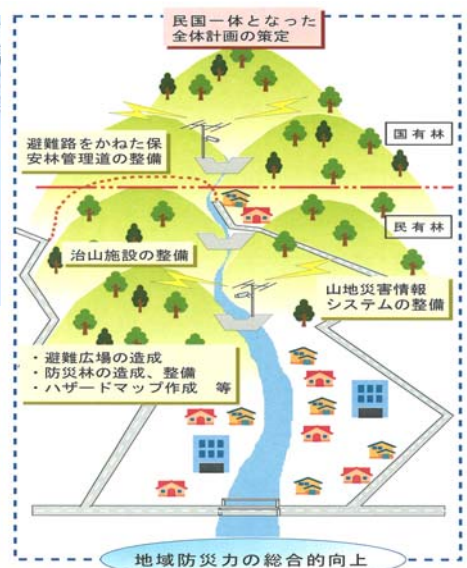 民国一体となった
全体計画の策定
国有林
避難路をかねた保
安林管理道の整備
民有林
治山施設の整備
山地災害情報
システムの整備
・避難広場の造成
・防災林の造成、整備
・ハザードマップ作成　等
地域防災力の総合的向上